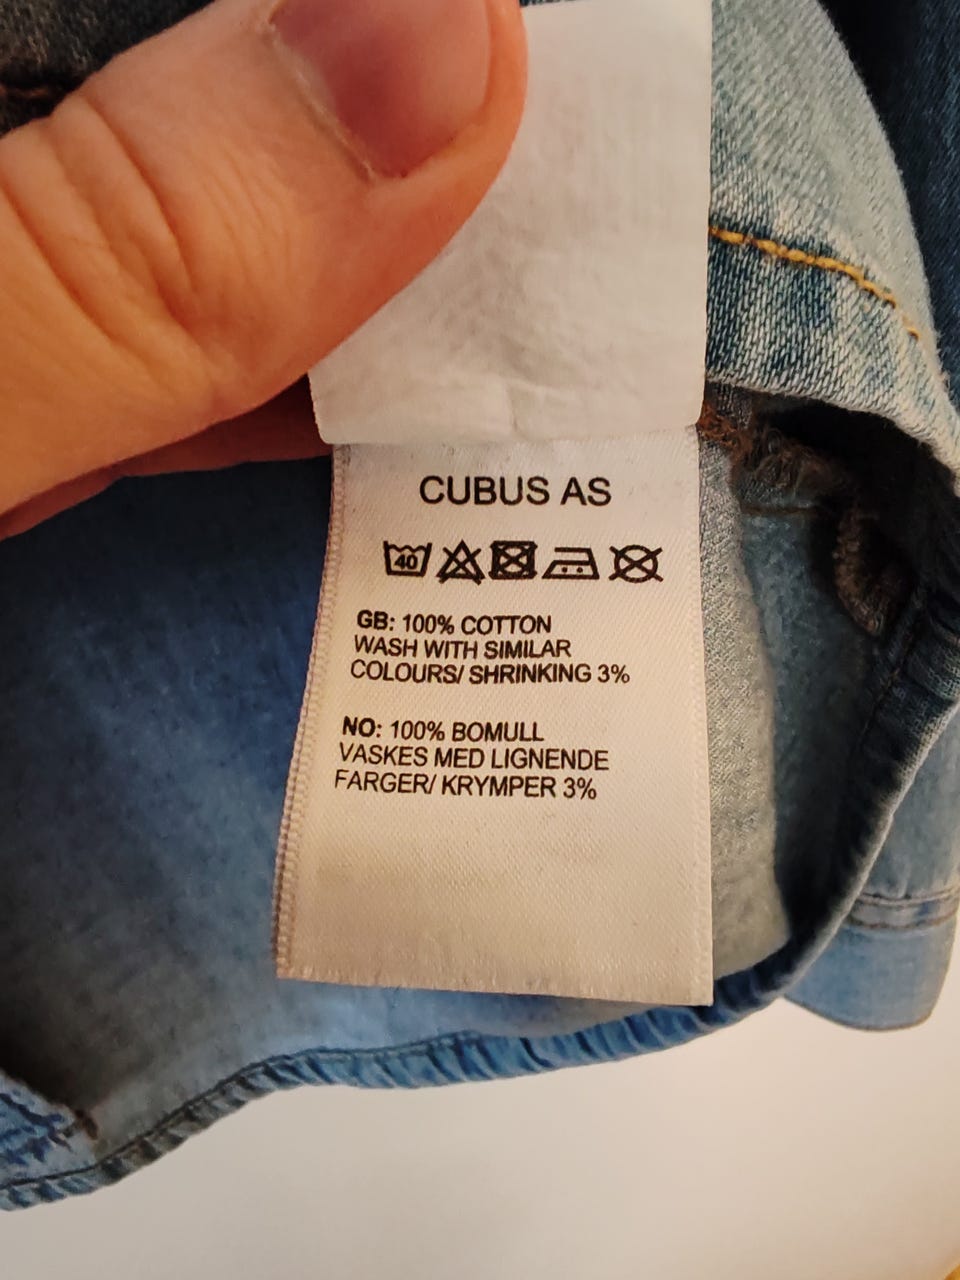 CUBUS AS
40
GB: 100% COTTON
WASH WITH SIMILAR
COLOURS/ SHRINKING 3%
NO: 100% BOMULL
VASKES MED LIGNENDE
FARGER/ KRYMPER 3%